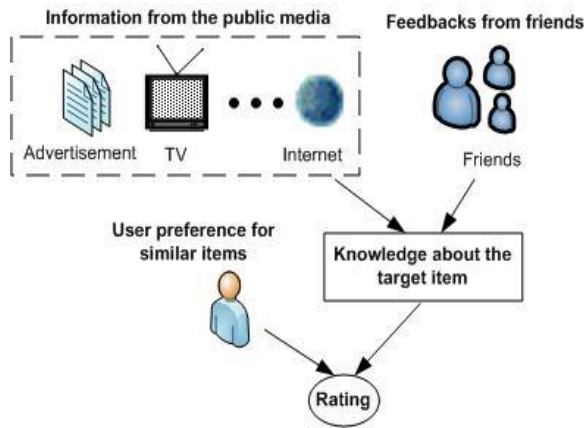 Information from the public media
Feedbacks from friends
Advertisement
TV
Internet
Friends
User preference for
similar items
Knowledge about the
target item
Rating